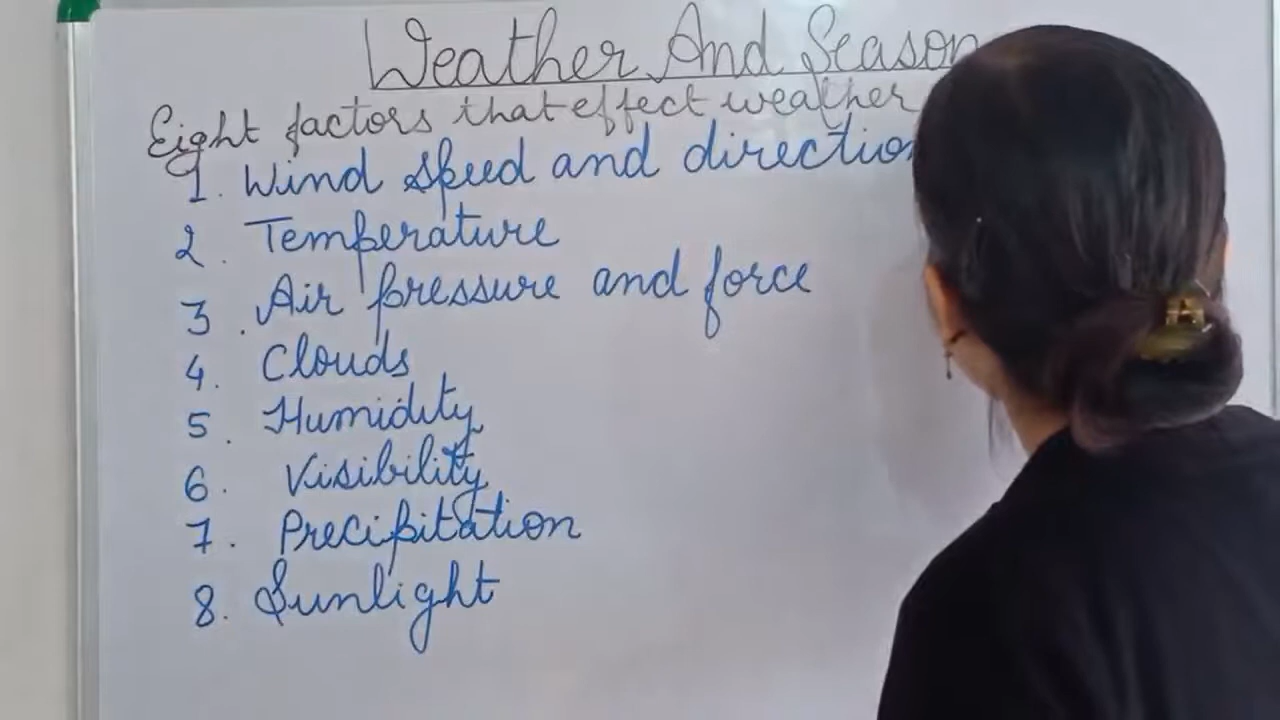 Weather And Season
Eight factors that effect weather
1. Wind speed and direction
2. Temperature
3. Air pressure and force
4. Clouds
5. Humidity
6. Visibility
7. Precipitation
8. Sunlight